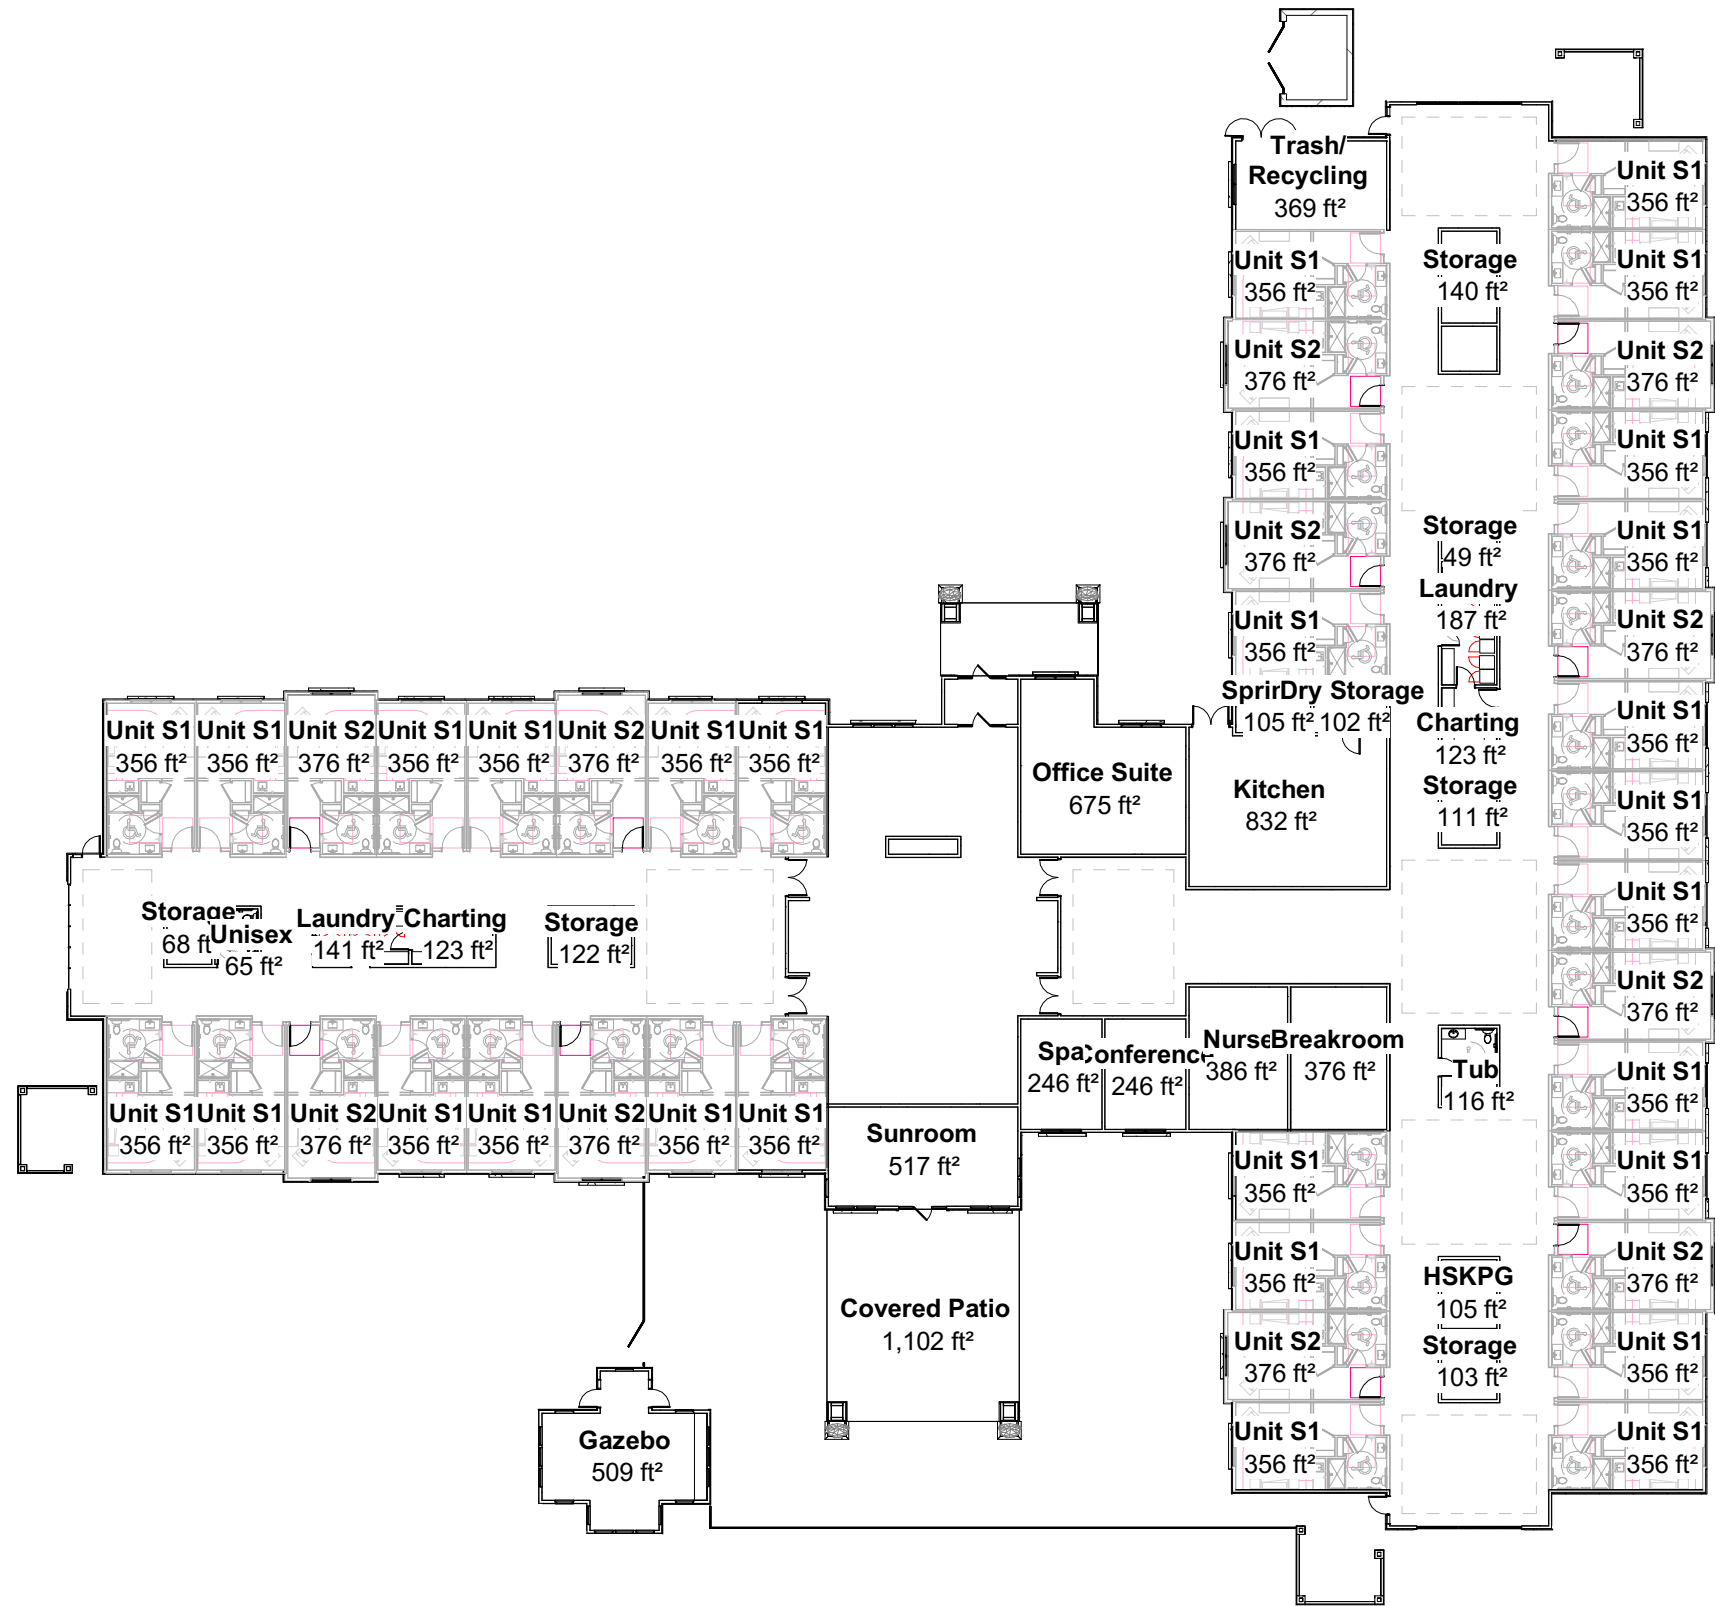 Trash/
Recycling
369 ft²
Unit S1
356 ft²
Unit S1
356 ft²
Storage
140 ft²
Unit S1
356 ft²
Unit S2
376 ft²
Unit S2
376 ft²
Unit S1
356 ft²
Unit S1
356 ft²
Unit S2
376 ft²
Storage
49 ft²
Unit S1
356 ft²
Unit S1
356 ft²
Laundry
187 ft²
Unit S2
376 ft²
Dry Storage
105 ft²
102 ft²
Charting
123 ft²
Unit S1
356 ft²
Unit S1
356 ft²
Unit S1
356 ft²
Unit S2
376 ft²
Unit S1
356 ft²
Unit S1
356 ft²
Unit S2
376 ft²
Unit S1
356 ft²
Unit S1
356 ft²
Office Suite
675 ft²
Kitchen
832 ft²
Storage
111 ft²
Unit S1
356 ft²
Storage
68 ft
Unisex
65 ft²
Laundry
141 ft²
Charting
123 ft²
Storage
122 ft²
Unit S1
356 ft²
Unit S2
376 ft²
Spa
246 ft²
Conference
246 ft²
Nurse
386 ft²
Breakroom
376 ft²
Tub
116 ft²
Unit S1
356 ft²
Unit S1
356 ft²
Unit S1
356 ft²
Unit S2
376 ft²
Unit S1
356 ft²
Unit S1
356 ft²
Unit S2
376 ft²
Unit S1
356 ft²
Unit S1
356 ft²
Sunroom
517 ft²
Unit S1
356 ft²
Unit S1
356 ft²
Unit S1
356 ft²
HSKPG
105 ft²
Unit S2
376 ft²
Covered Patio
1,102 ft²
Unit S2
376 ft²
Storage
103 ft²
Unit S1
356 ft²
Gazebo
509 ft²
Unit S1
356 ft²
Unit S1
356 ft²